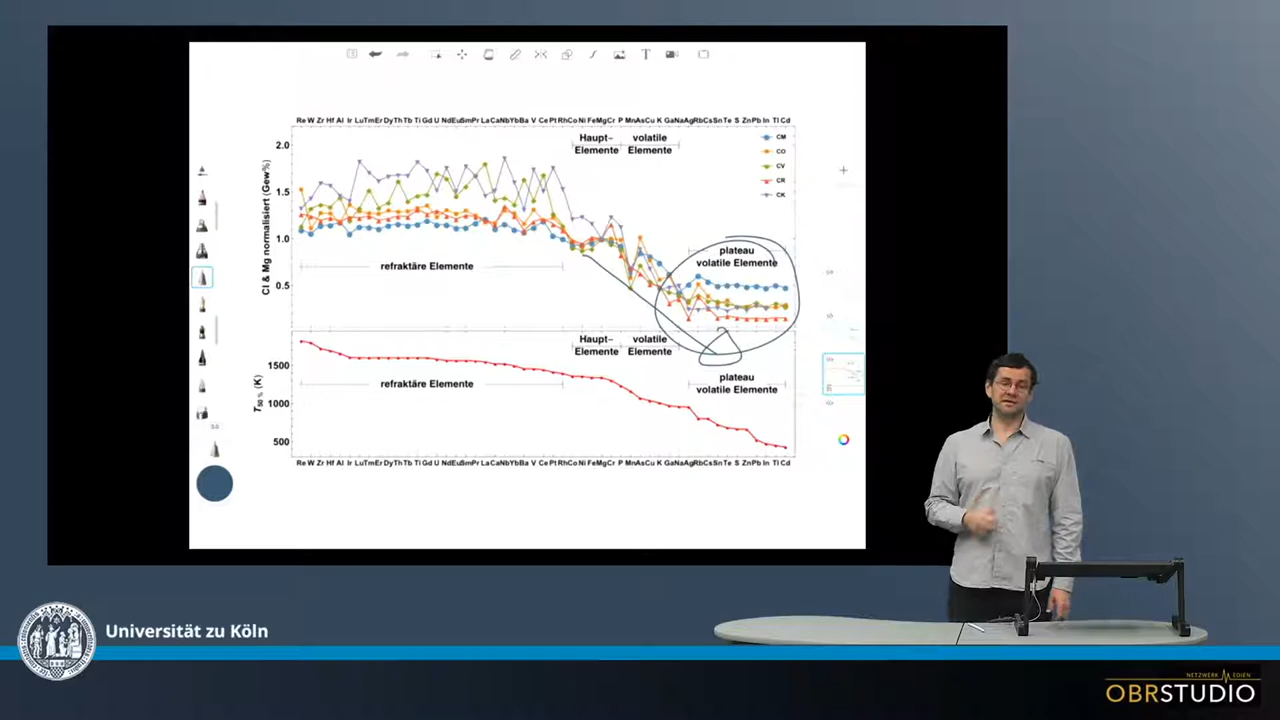 Re W Zr Hf Al Ir LuTmErDyThTb Ti Gd U NdEuSmPr LaCaNbYbBa V Ce PtRhCo Ni FeMgCr P MnAsCu K GaNaAgRbCsSnTe S ZnPb In Tl Cd
Haupt–
Elemente
volatile
Elemente
CM
CO
CV
CR
CK
2.0
1.5
1.0
0.5
CI & Mg normalisiert (Gew%)
refraktäre Elemente
plateau
volatile Elemente
Haupt–
Elemente
volatile
Elemente
1500
1000
500
T50 % (K)
refraktäre Elemente
plateau
volatile Elemente
Re W Zr Hf Al Ir LuTmErDyThTb Ti Gd U NdEuSmPr LaCaNbYbBa V Ce PtRhCo Ni FeMgCr P MnAsCu K GaNaAgRbCsSnTe S ZnPb In Tl Cd
Universität zu Köln
NETZWERK MEDIEN
OBRSTUDIO